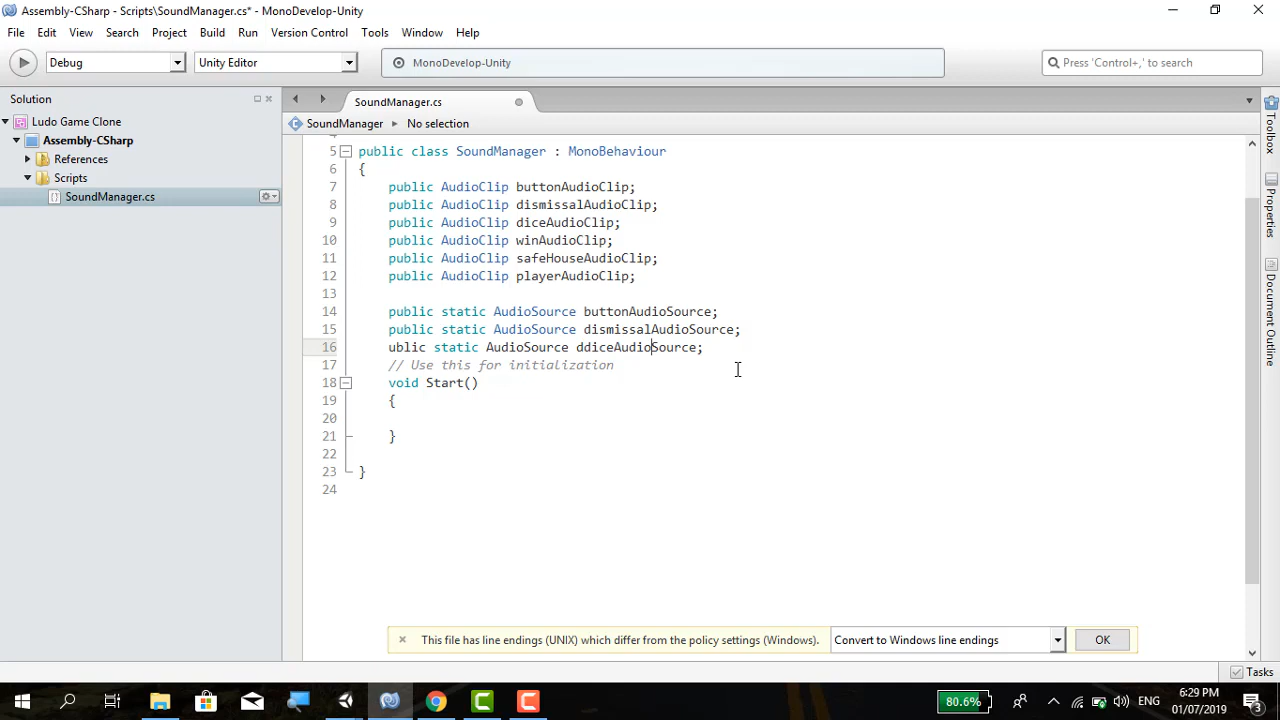 Assembly-CSharp - Scripts\SoundManager.cs* - MonoDevelop-Unity
File Edit View Search Project Build Run Version Control Tools Window Help
Debug Unity Editor MonoDevelop-Unity Press 'Control+,' to search
Solution
SoundManager.cs
Ludo Game Clone
SoundManager No selection
Assembly-CSharp
References
Scripts
SoundManager.cs
4
5 public class SoundManager : MonoBehaviour
6 {
7 public AudioClip buttonAudioClip;
8 public AudioClip dismissalAudioClip;
9 public AudioClip diceAudioClip;
10 public AudioClip winAudioClip;
11 public AudioClip safeHouseAudioClip;
12 public AudioClip playerAudioClip;
13
14 public static AudioSource buttonAudioSource;
15 public static AudioSource dismissalAudioSource;
16 ublic static AudioSource ddiceAudioSource;
17 // Use this for initialization
18 void Start()
19 {
20
21 }
22
23 }
24
Toolbox
Properties
Document Outline
This file has line endings (UNIX) which differ from the policy settings (Windows). Convert to Windows line endings OK
Tasks
80.6% ENG 6:29 PM
01/07/2019
3